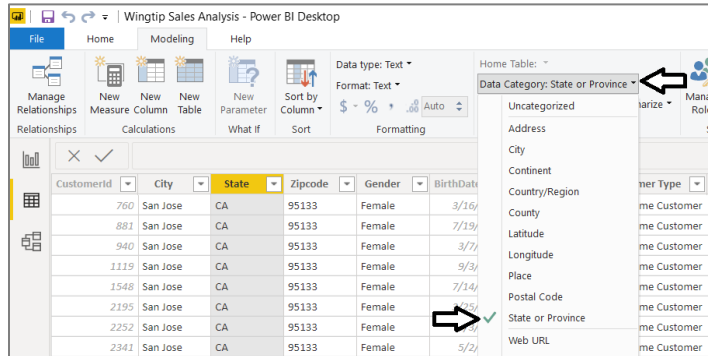 Wingtip Sales Analysis - Power BI Desktop
File Home Modeling Help
Manage Relationships
New Measure
New Column
New Table
New Parameter
Sort by Column
Data type: Text
Format: Text
$ % , .00 Auto
Home Table:
Data Category: State or Province
Relationships Calculations What If Sort Formatting
Uncategorized
Address
City
Continent
Country/Region
County
Latitude
Longitude
Place
Postal Code
State or Province
Web URL
CustomerId City State Zipcode Gender BirthDate mer Type
760 San Jose CA 95133 Female 3/16/ me Customer
881 San Jose CA 95133 Female 7/19/ me Customer
940 San Jose CA 95133 Female 3/7/ me Customer
1119 San Jose CA 95133 Female 9/3/ me Customer
1548 San Jose CA 95133 Female 7/14/ me Customer
2195 San Jose CA 95133 Female me Customer
2252 San Jose CA 95133 Female me Customer
2341 San Jose CA 95133 Female 5/2/ me Customer